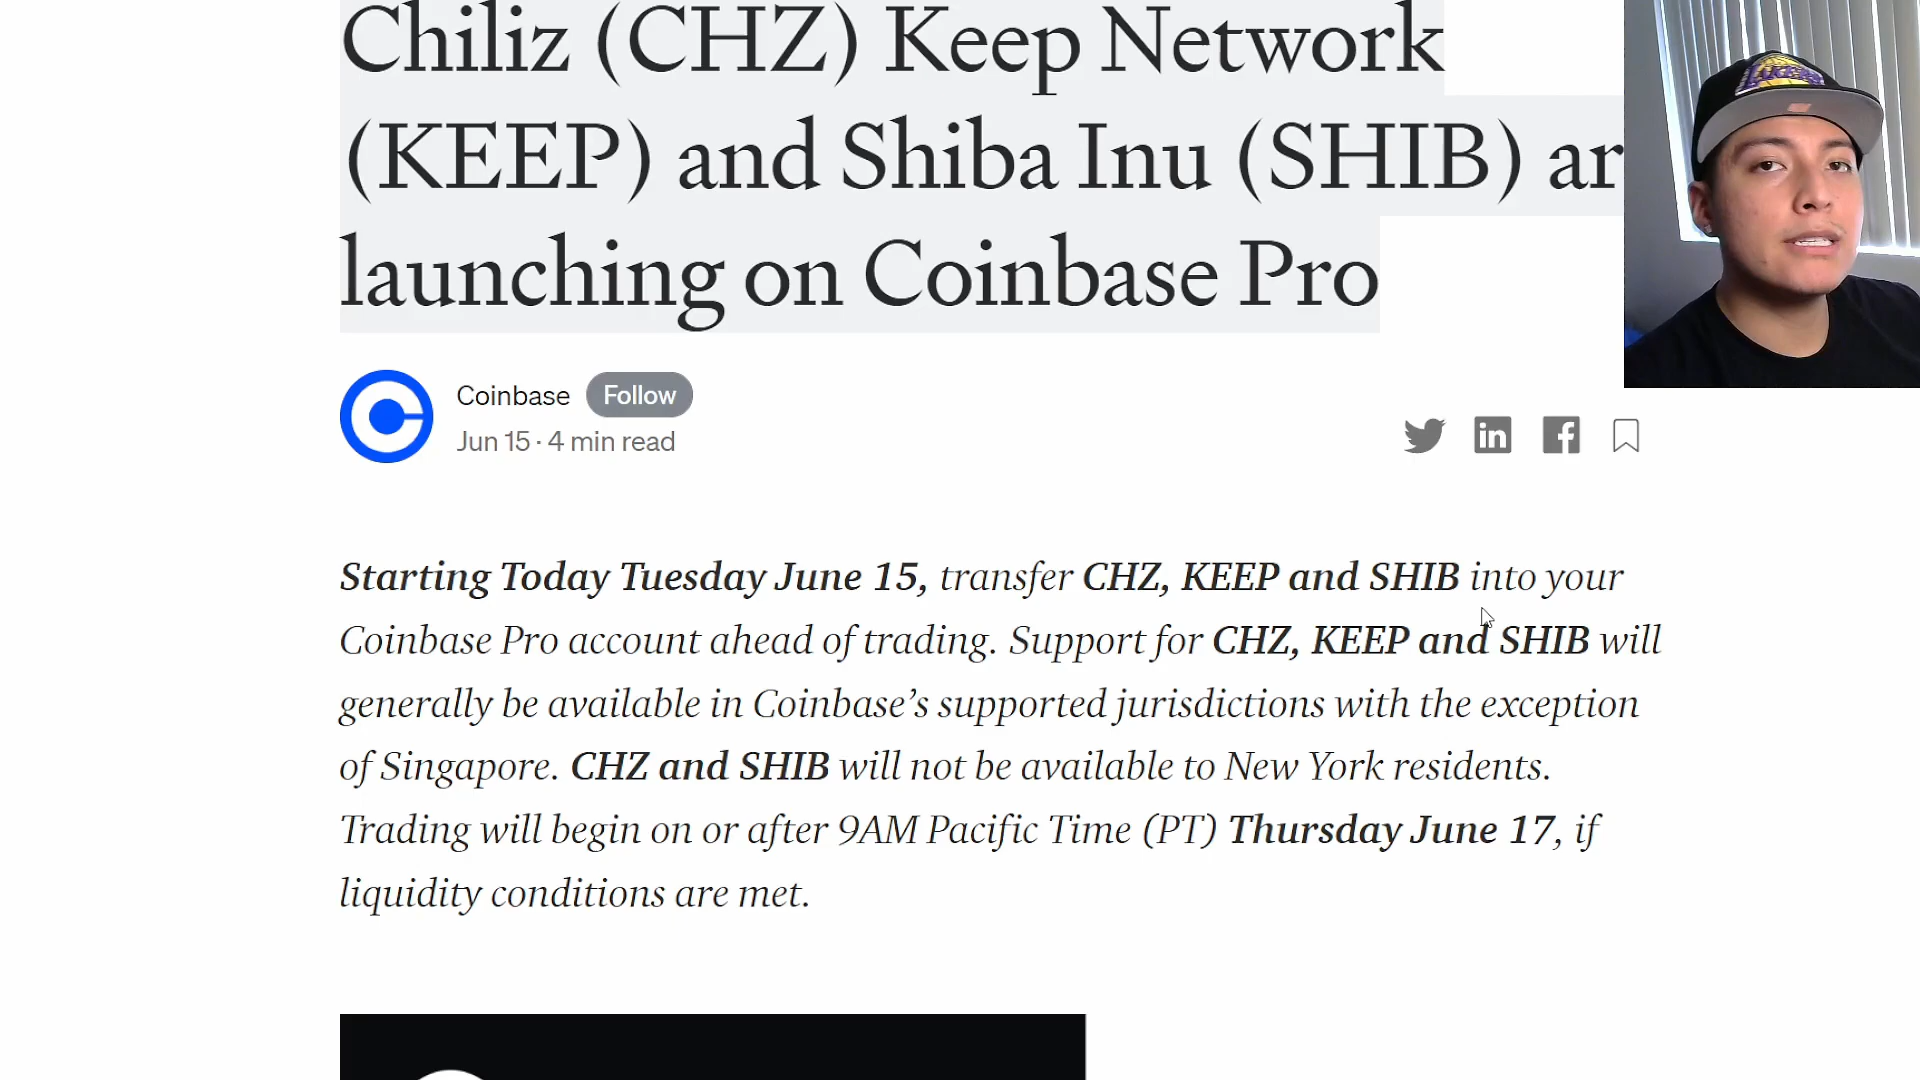 Chiliz (CHZ) Keep Network
(KEEP) and Shiba Inu (SHIB) ar
launching on Coinbase Pro
Coinbase Follow
Jun 15 · 4 min read
Starting Today Tuesday June 15, transfer CHZ, KEEP and SHIB into your
Coinbase Pro account ahead of trading. Support for CHZ, KEEP and SHIB will
generally be available in Coinbase’s supported jurisdictions with the exception
of Singapore. CHZ and SHIB will not be available to New York residents.
Trading will begin on or after 9AM Pacific Time (PT) Thursday June 17, if
liquidity conditions are met.
LAKERS